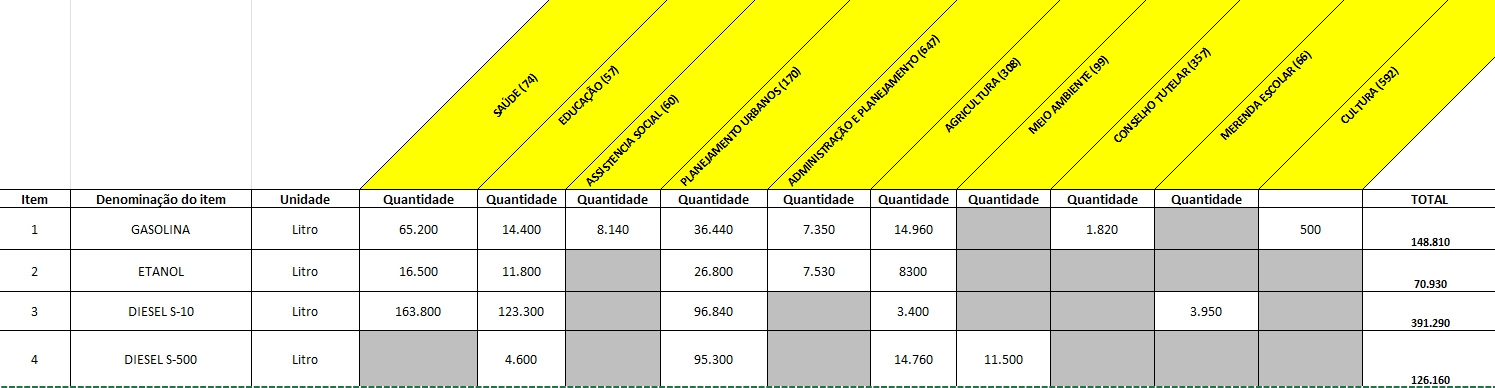 SAÚDE (74)
EDUCAÇÃO (57)
ASSISTENCIA SOCIAL (60)
PLANEJAMENTO URBANOS (170)
ADMINISTRAÇÃO E PLANEJAMENTO (647)
AGRICULTURA (308)
MEIO AMBIENTE (99)
CONSELHO TUTELAR (357)
MERENDA ESCOLAR (66)
CULTURA (592)
Item Denominação do item Unidade Quantidade Quantidade Quantidade Quantidade Quantidade Quantidade Quantidade Quantidade Quantidade TOTAL
1 GASOLINA Litro 65.200 14.400 8.140 36.440 7.350 14.960 1.820 500 148.810
2 ETANOL Litro 16.500 11.800 26.800 7.530 8300 70.930
3 DIESEL S-10 Litro 163.800 123.300 96.840 3.400 3.950 391.290
4 DIESEL S-500 Litro 4.600 95.300 14.760 11.500 126.160